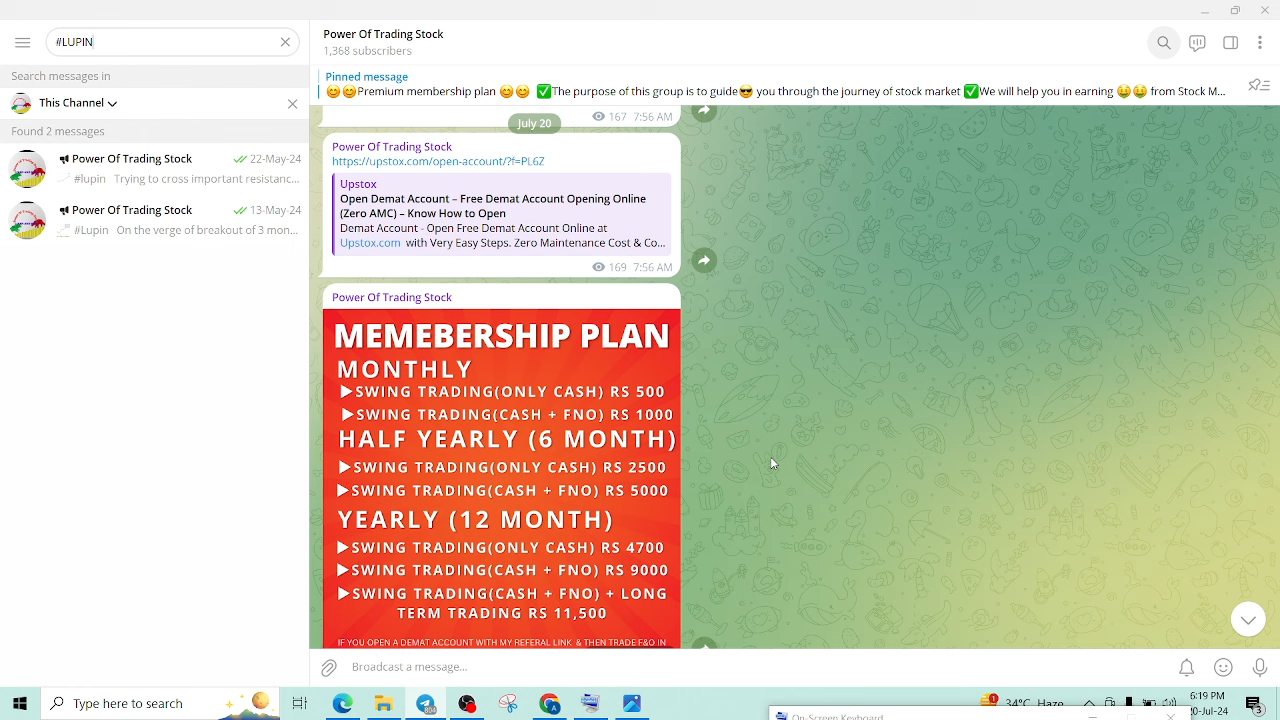 #LUPIN
Search messages in
This Channel
Found 2 messages
Power Of Trading Stock 22-May-24
#lupin Trying to cross important resistanc...
Power Of Trading Stock 13-May-24
#Lupin On the verge of breakout of 3 mon...
Power Of Trading Stock
1,368 subscribers
Pinned message
😊😊Premium membership plan 😊😊 ✅The purpose of this group is to guide😎 you through the journey of stock market ✅We will help you in earning 🤑🤑 from Stock M...
167 7:56 AM
July 20
Power Of Trading Stock
https://upstox.com/open-account/?f=PL6Z
Upstox
Open Demat Account – Free Demat Account Opening Online
(Zero AMC) – Know How to Open
Demat Account - Open Free Demat Account Online at
Upstox.com with Very Easy Steps. Zero Maintenance Cost & Co...
169 7:56 AM
Power Of Trading Stock
MEMEBERSHIP PLAN
MONTHLY
▶SWING TRADING(ONLY CASH) RS 500
▶SWING TRADING(CASH + FNO) RS 1000
HALF YEARLY (6 MONTH)
▶SWING TRADING(ONLY CASH) RS 2500
▶SWING TRADING(CASH + FNO) RS 5000
YEARLY (12 MONTH)
▶SWING TRADING(ONLY CASH) RS 4700
▶SWING TRADING(CASH + FNO) RS 9000
▶SWING TRADING(CASH + FNO) + LONG
TERM TRADING RS 11,500
IF YOU OPEN A DEMAT ACCOUNT WITH MY REFERAL LINK & THEN TRADE F&O IN
Broadcast a message...
Type here to
34°C Haze
6:19 PM
20-Jul-24
3
On-Screen Keyboard